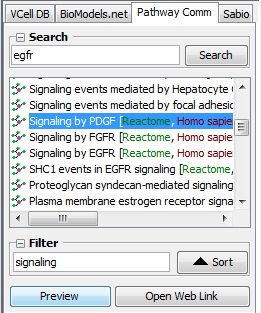 VCell DB BioModels.net Pathway Comm Sabio
Search
egfr Search
Signaling events mediated by Hepatocyte C
Signaling events mediated by focal adhesio
Signaling by PDGF [Reactome, Homo sapie
Signaling by FGFR [Reactome, Homo sapie
Signaling by EGFR [Reactome, Homo sapie
SHC1 events in EGFR signaling [Reactome,
Proteoglycan syndecan-mediated signaling
Plasma membrane estrogen receptor signal
Filter
signaling Sort
Preview Open Web Link